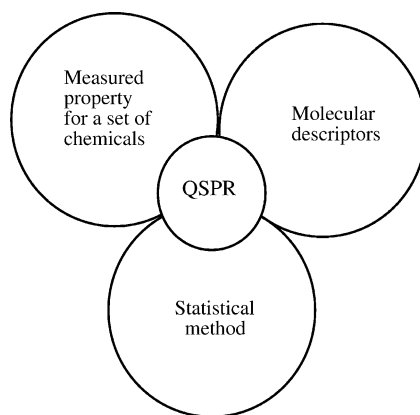 Measured
property
for a set of
chemicals
Molecular
descriptors
QSPR
Statistical
method